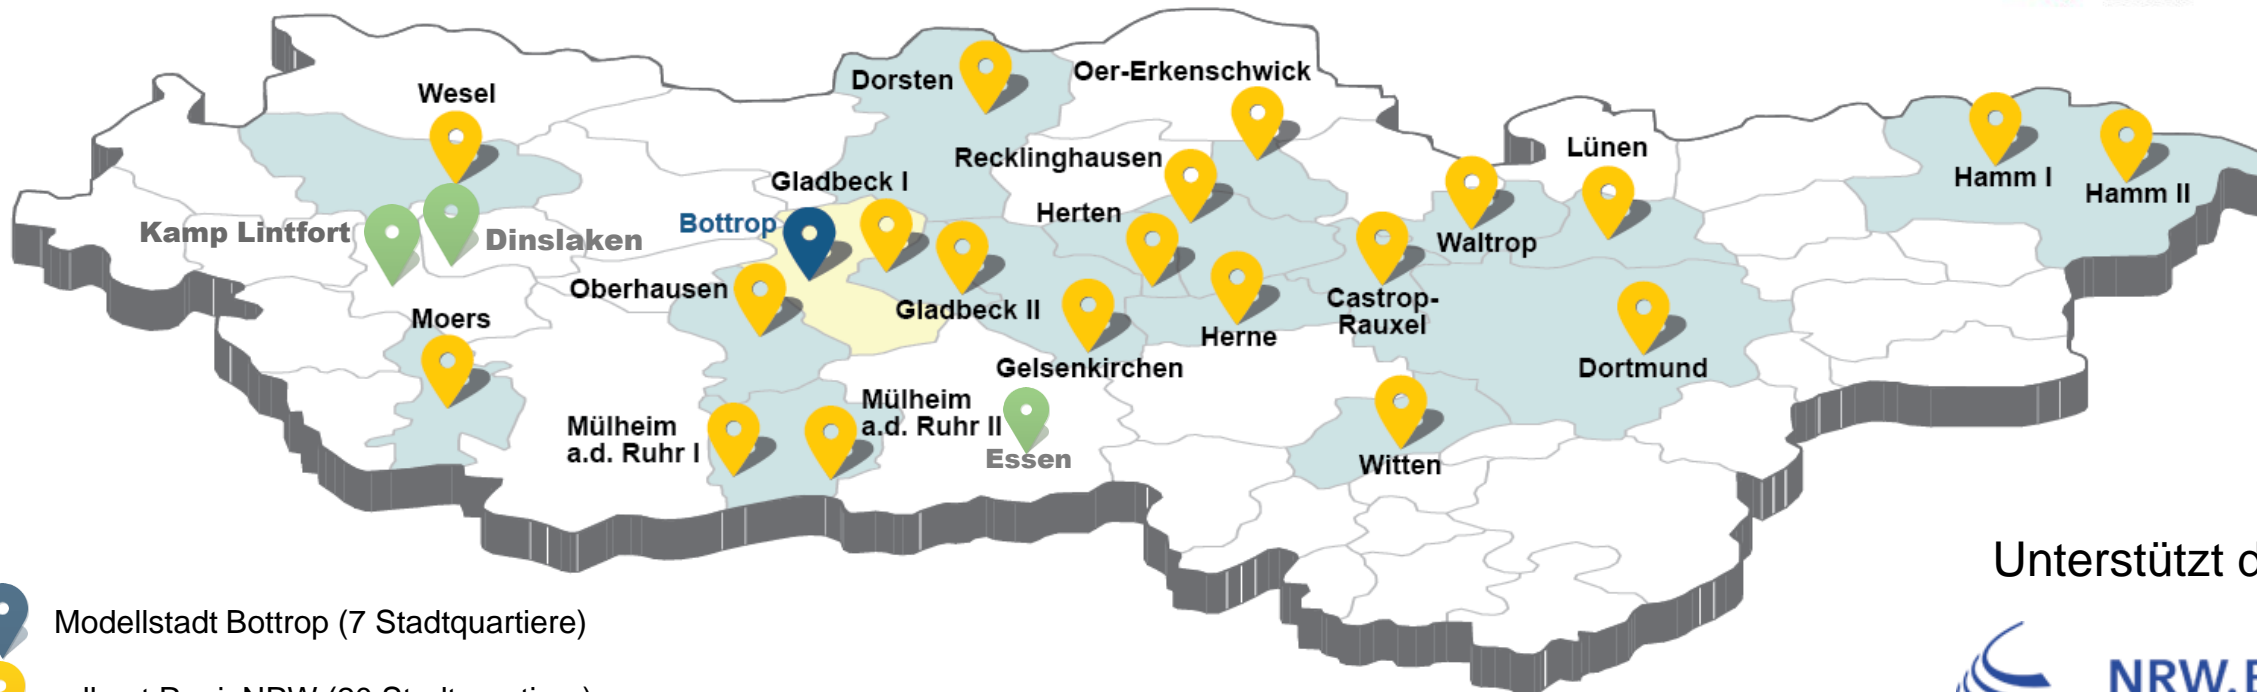 Dorsten
Oer-Erkenschwick
Wesel
Lünen
Recklinghausen
Gladbeck I
Hamm I
Hamm II
Herten
Bottrop
Kamp Lintfort
Dinslaken
Waltrop
Oberhausen
Gladbeck II
Castrop-
Rauxel
Moers
Herne
Gelsenkirchen
Dortmund
Mülheim
a.d. Ruhr II
Mülheim
a.d. Ruhr I
Essen
Witten
Unterstützt d
Modellstadt Bottrop (7 Stadtquartiere)
NRW.